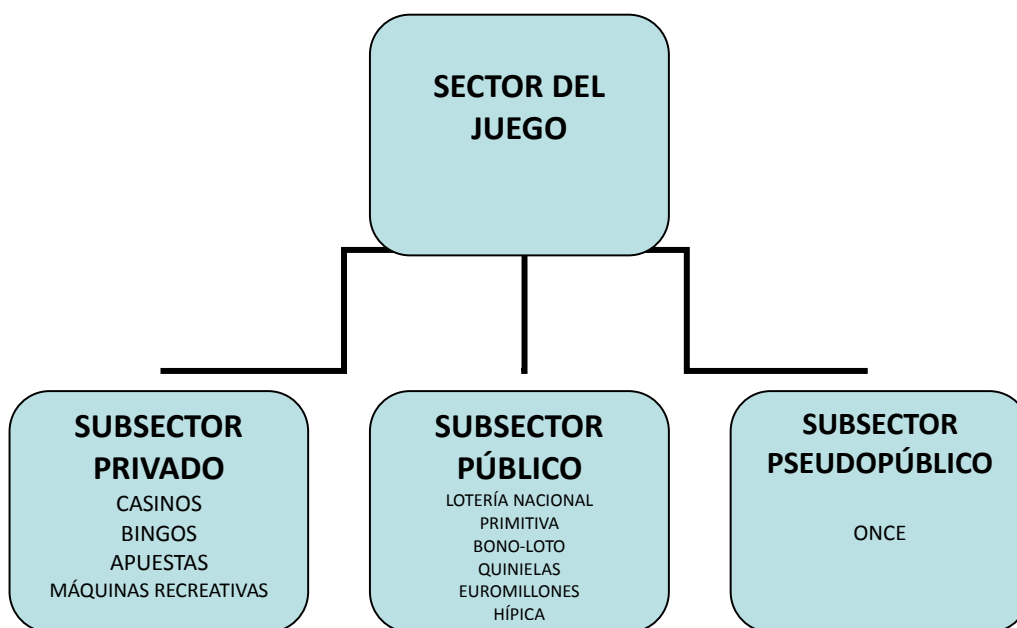 SECTOR DEL
JUEGO
SUBSECTOR
PRIVADO
CASINOS
BINGOS
APUESTAS
MÁQUINAS RECREATIVAS
SUBSECTOR
PÚBLICO
LOTERÍA NACIONAL
PRIMITIVA
BONO-LOTO
QUINIELAS
EUROMILLONES
HÍPICA
SUBSECTOR
PSEUDOPÚBLICO
ONCE